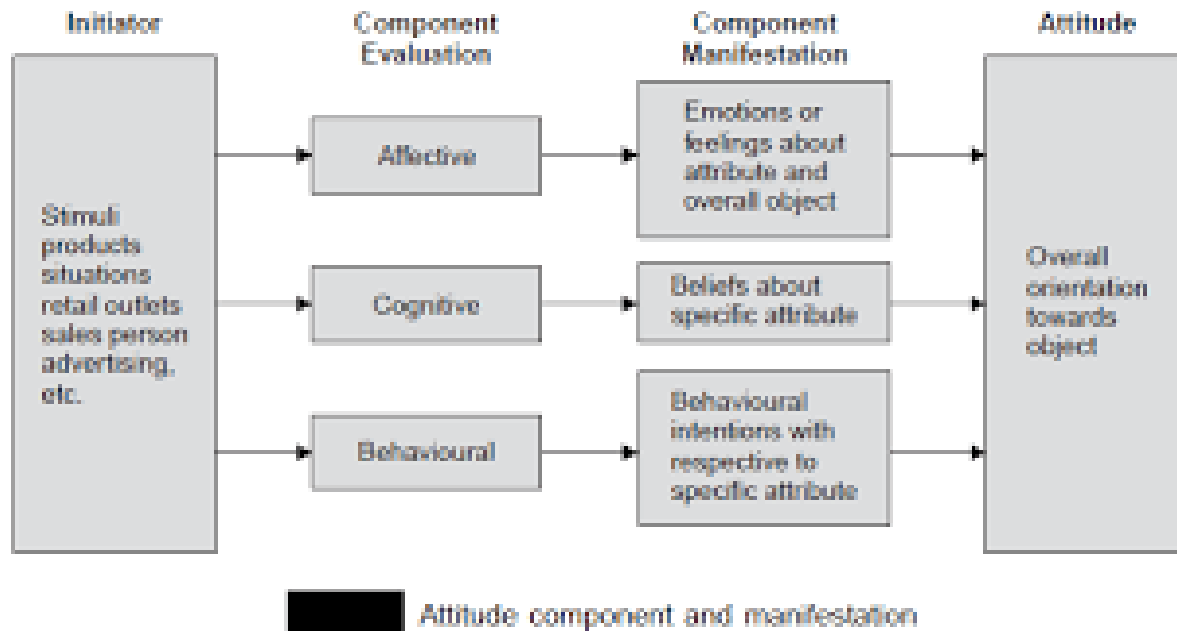 Initiator
Component
Evaluation
Component
Manifestation
Attitude
Stimuli
products
situations
retail outlets
sales person
advertising,
etc.
Affective
Cognitive
Behavioural
Emotions or
feelings about
attribute and
overall object
Beliefs about
specific attribute
Behavioural
intentions with
respective to
specific attribute
Overall
orientation
towards
object
Attitude component and manifestation